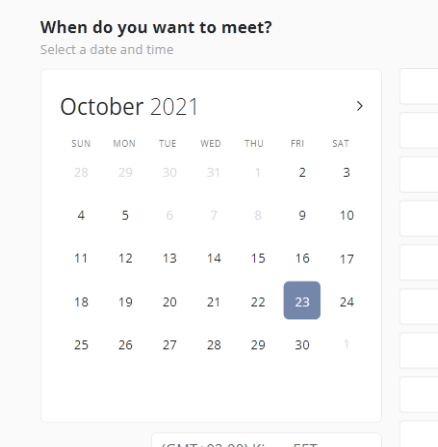 When do you want to meet?
Select a date and time
October 2021
SUN MON TUE WED THU FRI SAT
28 29 30 31 1 2 3
4 5 6 7 8 9 10
11 12 13 14 15 16 17
18 19 20 21 22 23 24
25 26 27 28 29 30 1